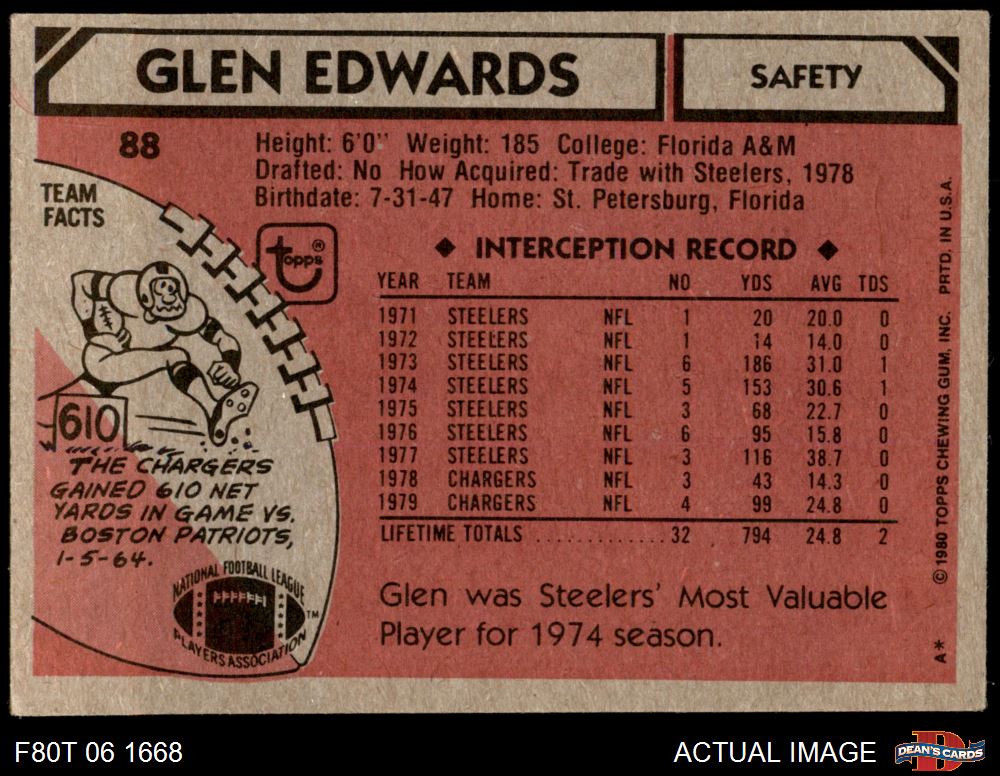 GLEN EDWARDS
SAFETY
88
Height: 6'0" Weight: 185 College: Florida A&M
Drafted: No How Acquired: Trade with Steelers, 1978
Birthdate: 7-31-47 Home: St. Petersburg, Florida
TEAM
FACTS
topps®
610
THE CHARGERS
GAINED 610 NET
YARDS IN GAME VS.
BOSTON PATRIOTS,
1-5-64.
NATIONAL FOOTBALL LEAGUE
PLAYERS ASSOCIATION
TM
◆ INTERCEPTION RECORD ◆
YEAR TEAM NO YDS AVG TDS
1971 STEELERS NFL 1 20 20.0 0
1972 STEELERS NFL 1 14 14.0 0
1973 STEELERS NFL 6 186 31.0 1
1974 STEELERS NFL 5 153 30.6 1
1975 STEELERS NFL 3 68 22.7 0
1976 STEELERS NFL 6 95 15.8 0
1977 STEELERS NFL 3 116 38.7 0
1978 CHARGERS NFL 3 43 14.3 0
1979 CHARGERS NFL 4 99 24.8 0
LIFETIME TOTALS ............. 32 794 24.8 2
Glen was Steelers' Most Valuable
Player for 1974 season.
A* © 1980 TOPPS CHEWING GUM, INC. PRTD. IN U.S.A.
F80T 06 1668
ACTUAL IMAGE
D
DEAN'S CARDS